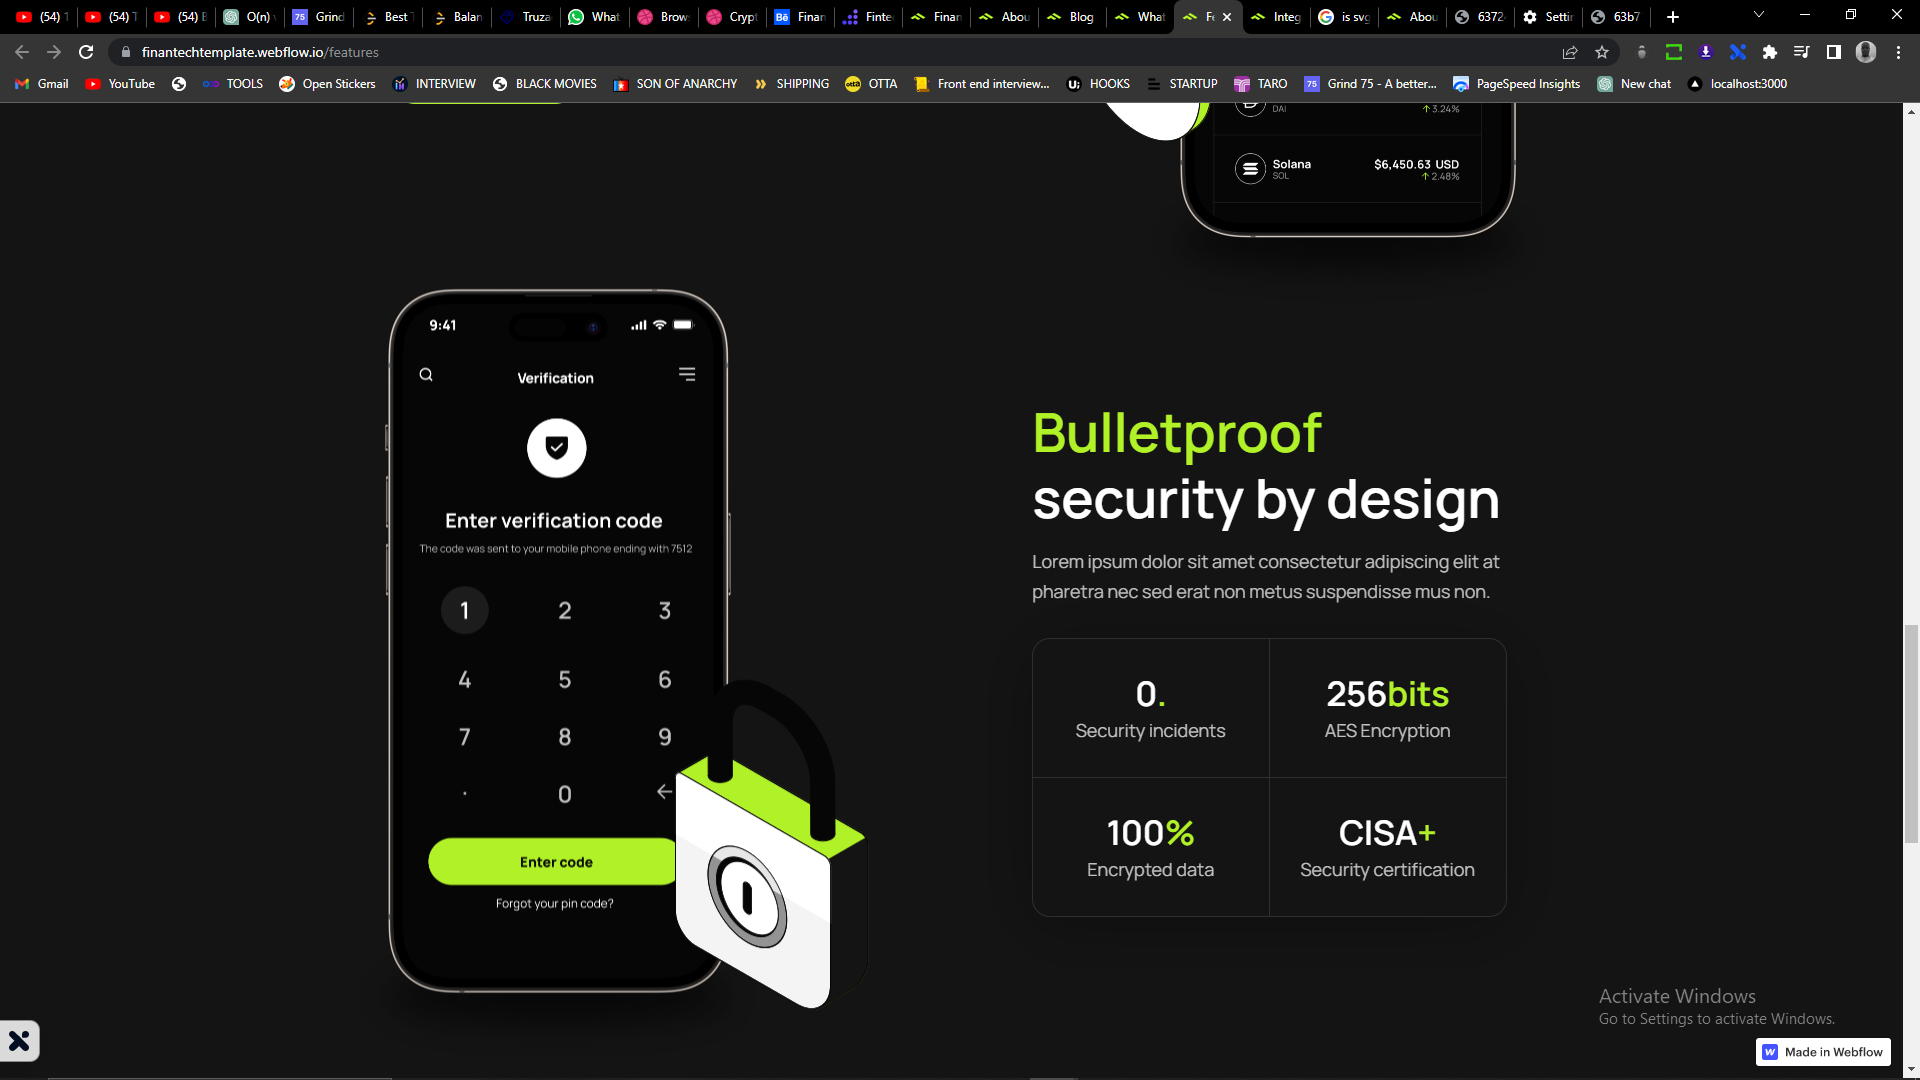 (54) T
(54) T
(54) E
O(n) v
Grind
Best T
Balan
Truza
What
Brow
Crypt
Finan
Finte
Finan
Abou
Blog
What
Fe
Integ
is svg
Abou
6372
Settin
63b7
finantechtemplate.webflow.io/features
Gmail
YouTube
TOOLS
Open Stickers
INTERVIEW
BLACK MOVIES
SON OF ANARCHY
SHIPPING
OTTA
Front end interview...
HOOKS
STARTUP
TARO
Grind 75 - A better...
PageSpeed Insights
New chat
localhost:3000
DAI
3.24%
Solana
$6,450.63 USD
SOL
2.48%
9:41
Verification
Enter verification code
The code was sent to your mobile phone ending with 7512
1 2 3
4 5 6
7 8 9
. 0
Enter code
Forgot your pin code?
Bulletproof
security by design
Lorem ipsum dolor sit amet consectetur adipiscing elit at
pharetra nec sed erat non metus suspendisse mus non.
0.
Security incidents
256bits
AES Encryption
100%
Encrypted data
CISA+
Security certification
Activate Windows
Go to Settings to activate Windows.
Made in Webflow